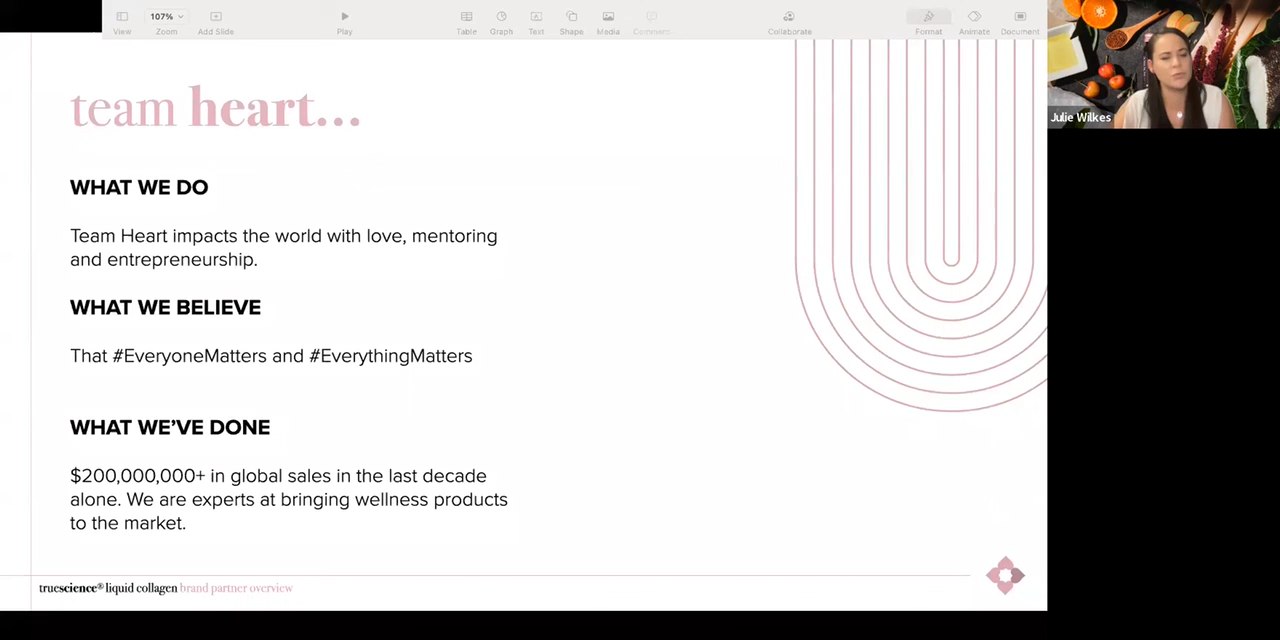 107%
View
Zoom
Add Slide
Play
Table
Graph
Text
Shape
Media
Comment
Collaborate
Format
Animate
Document
Julie Wilkes
team heart...
WHAT WE DO
Team Heart impacts the world with love, mentoring
and entrepreneurship.
WHAT WE BELIEVE
That #EveryoneMatters and #EverythingMatters
WHAT WE'VE DONE
$200,000,000+ in global sales in the last decade
alone. We are experts at bringing wellness products
to the market.
truescience® liquid collagen brand partner overview